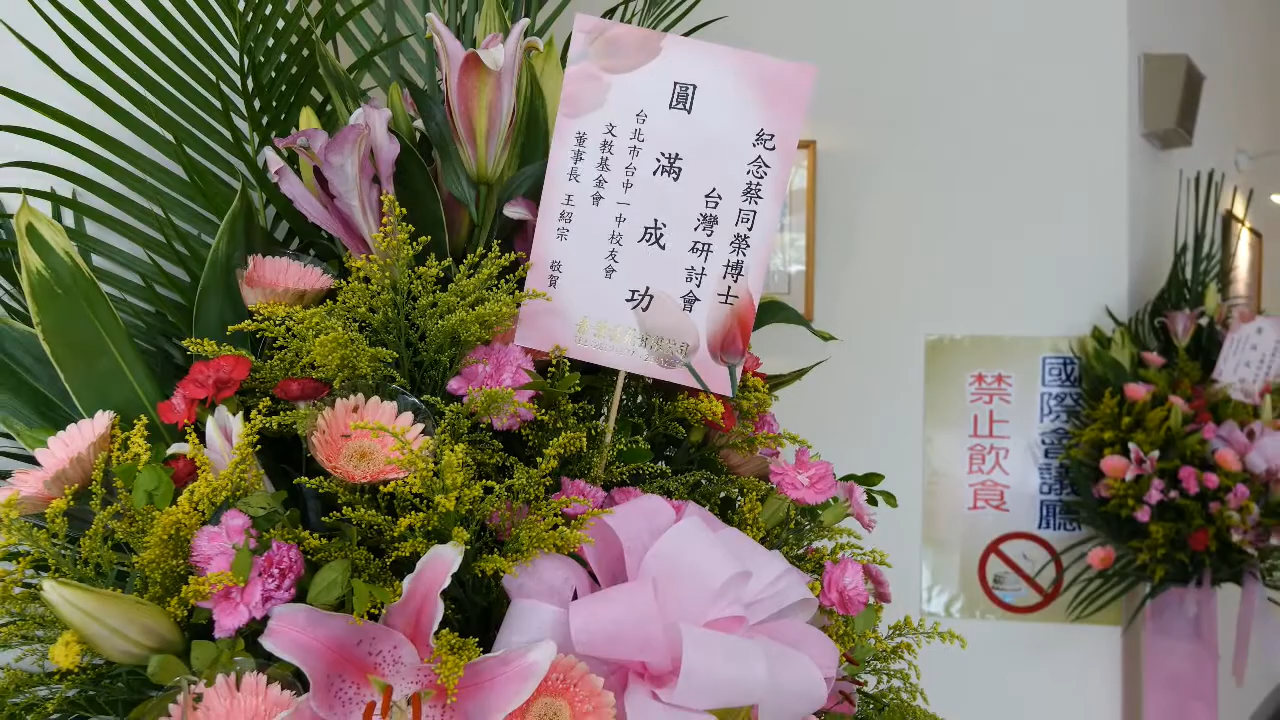 紀念蔡同榮博士
台灣研討會
圓滿成功
台北市台中一中校友會
文教基金會
董事長 王紹宗 敬賀
國際會議廳
禁止飲食